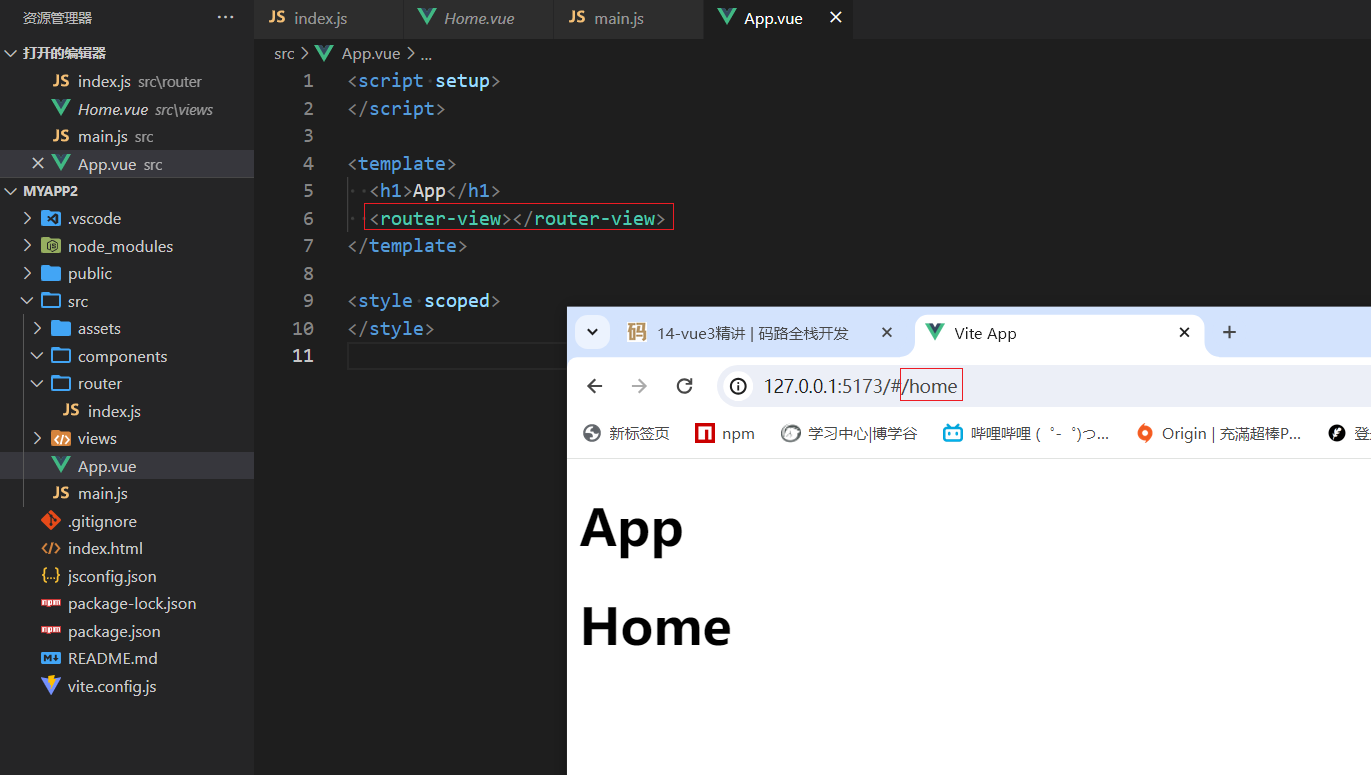 资源管理器 ···
打开的编辑器
JS index.js src\router
Home.vue src\views
JS main.js src
App.vue src
MYAPP2
.vscode
node_modules
public
src
assets
components
router
JS index.js
views
App.vue
JS main.js
.gitignore
index.html
jsconfig.json
package-lock.json
package.json
README.md
vite.config.js
JS index.js Home.vue JS main.js App.vue
src > App.vue > ...
1 <script setup>
2 </script>
3
4 <template>
5 <h1>App</h1>
6 <router-view></router-view>
7 </template>
8
9 <style scoped>
10 </style>
11
码 14-vue3精讲 | 码路全栈开发 Vite App
127.0.0.1:5173/#/home
新标签页 npm 学习中心|博学谷 哔哩哔哩 ( ゜- ゜)つ... Origin | 充滿超棒P...
App
Home